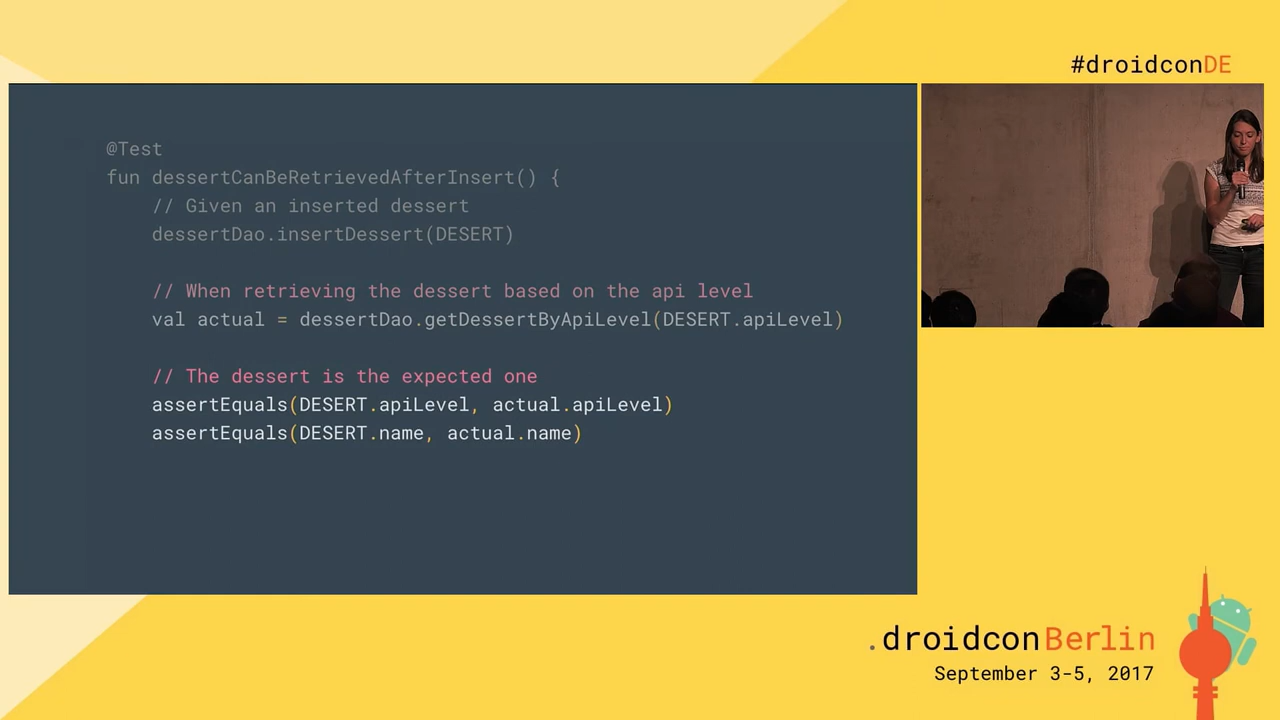 #droidconDE
@Test
fun dessertCanBeRetrievedAfterInsert() {
// Given an inserted dessert
dessertDao.insertDessert(DESERT)
// When retrieving the dessert based on the api level
val actual = dessertDao.getDessertByApiLevel(DESERT.apiLevel)
// The dessert is the expected one
assertEquals(DESERT.apiLevel, actual.apiLevel)
assertEquals(DESERT.name, actual.name)
.droidconBerlin
September 3-5, 2017